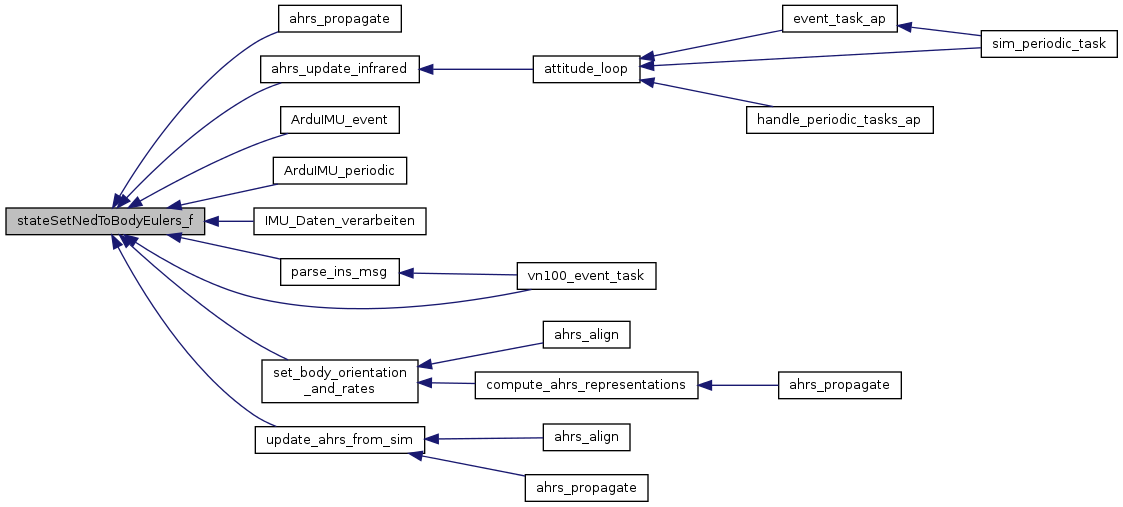 ahrs_propagate
event_task_ap
sim_periodic_task
ahrs_update_infrared
attitude_loop
ArduIMU_event
handle_periodic_tasks_ap
ArduIMU_periodic
stateSetNedToBodyEulers_f
IMU_Daten_verarbeiten
parse_ins_msg
vn100_event_task
ahrs_align
set_body_orientation
_and_rates
compute_ahrs_representations
ahrs_propagate
update_ahrs_from_sim
ahrs_align
ahrs_propagate